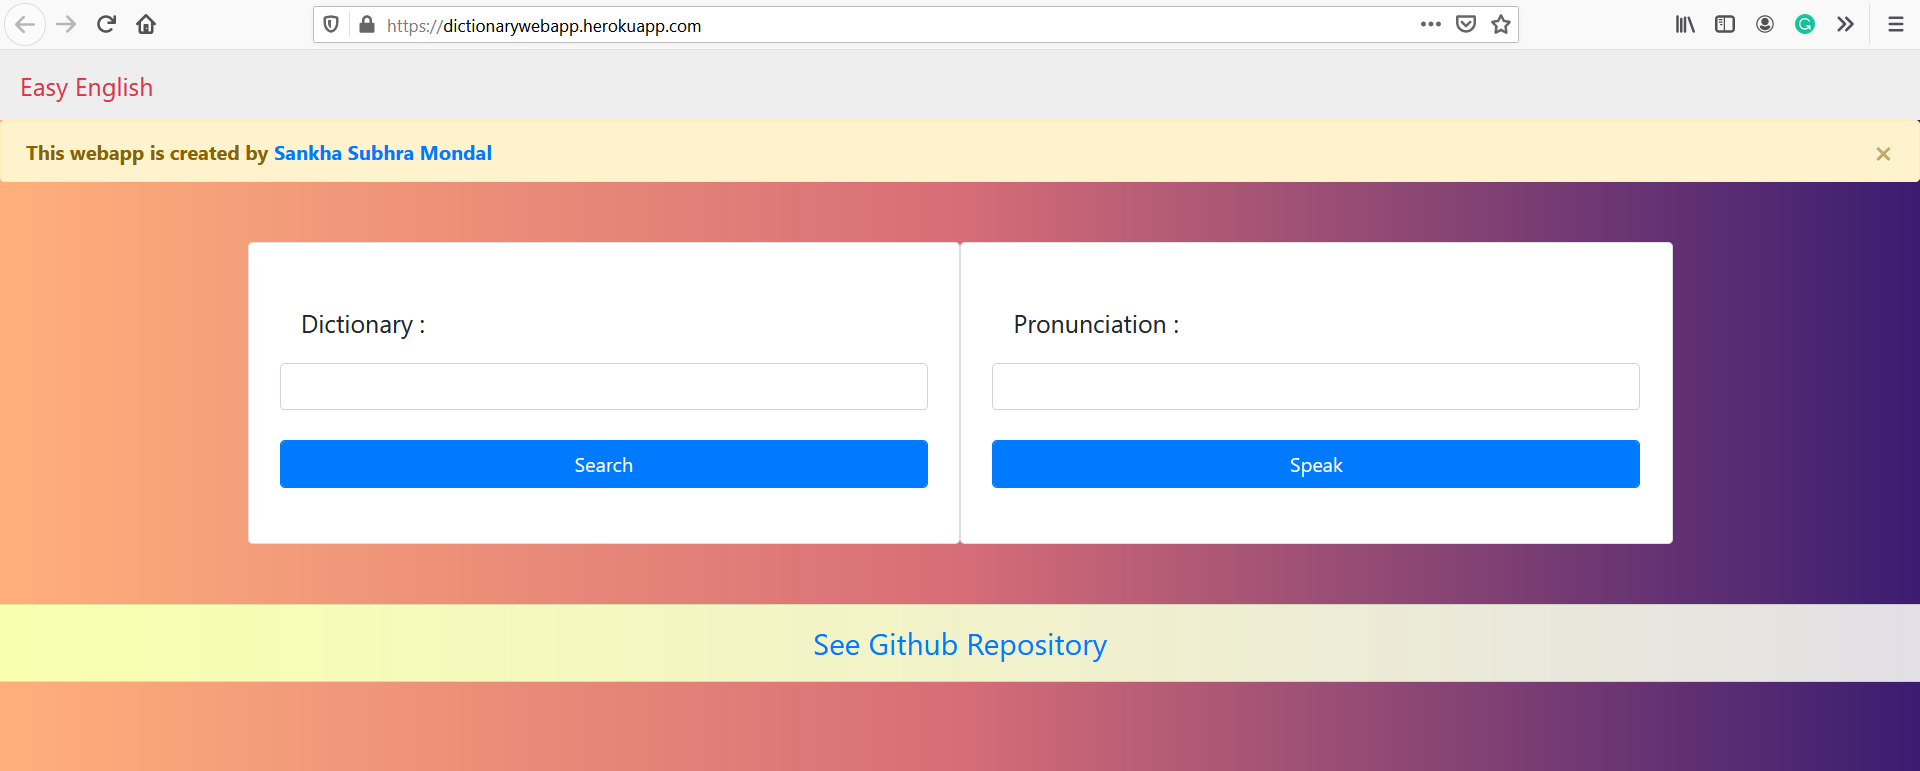 https://dictionarywebapp.herokuapp.com
Easy English
This webapp is created by Sankha Subhra Mondal
×
Dictionary :
Pronunciation :
Search
Speak
See Github Repository